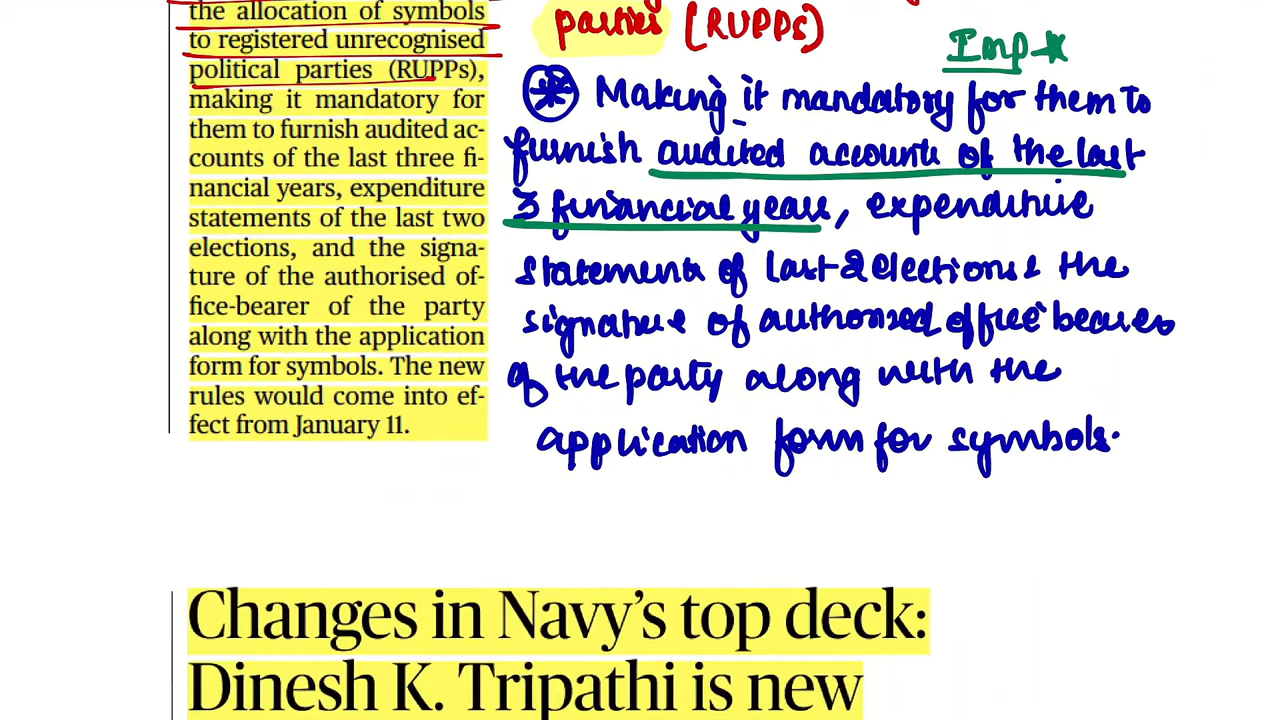 the allocation of symbols
to registered unrecognised
political parties (RUPPs),
making it mandatory for
them to furnish audited ac-
counts of the last three fi-
nancial years, expenditure
statements of the last two
elections, and the signa-
ture of the authorised of-
fice-bearer of the party
along with the application
form for symbols. The new
rules would come into ef-
fect from January 11.
parties (RUPPs)
Imp
Making it mandatory for them to
furnish audited accounts of the last
3 financial years, expenditure
statements of last 2 elections & the
signature of authorised office bearer
of the party along with the
application form for symbols.
Changes in Navy's top deck:
Dinesh K. Tripathi is new